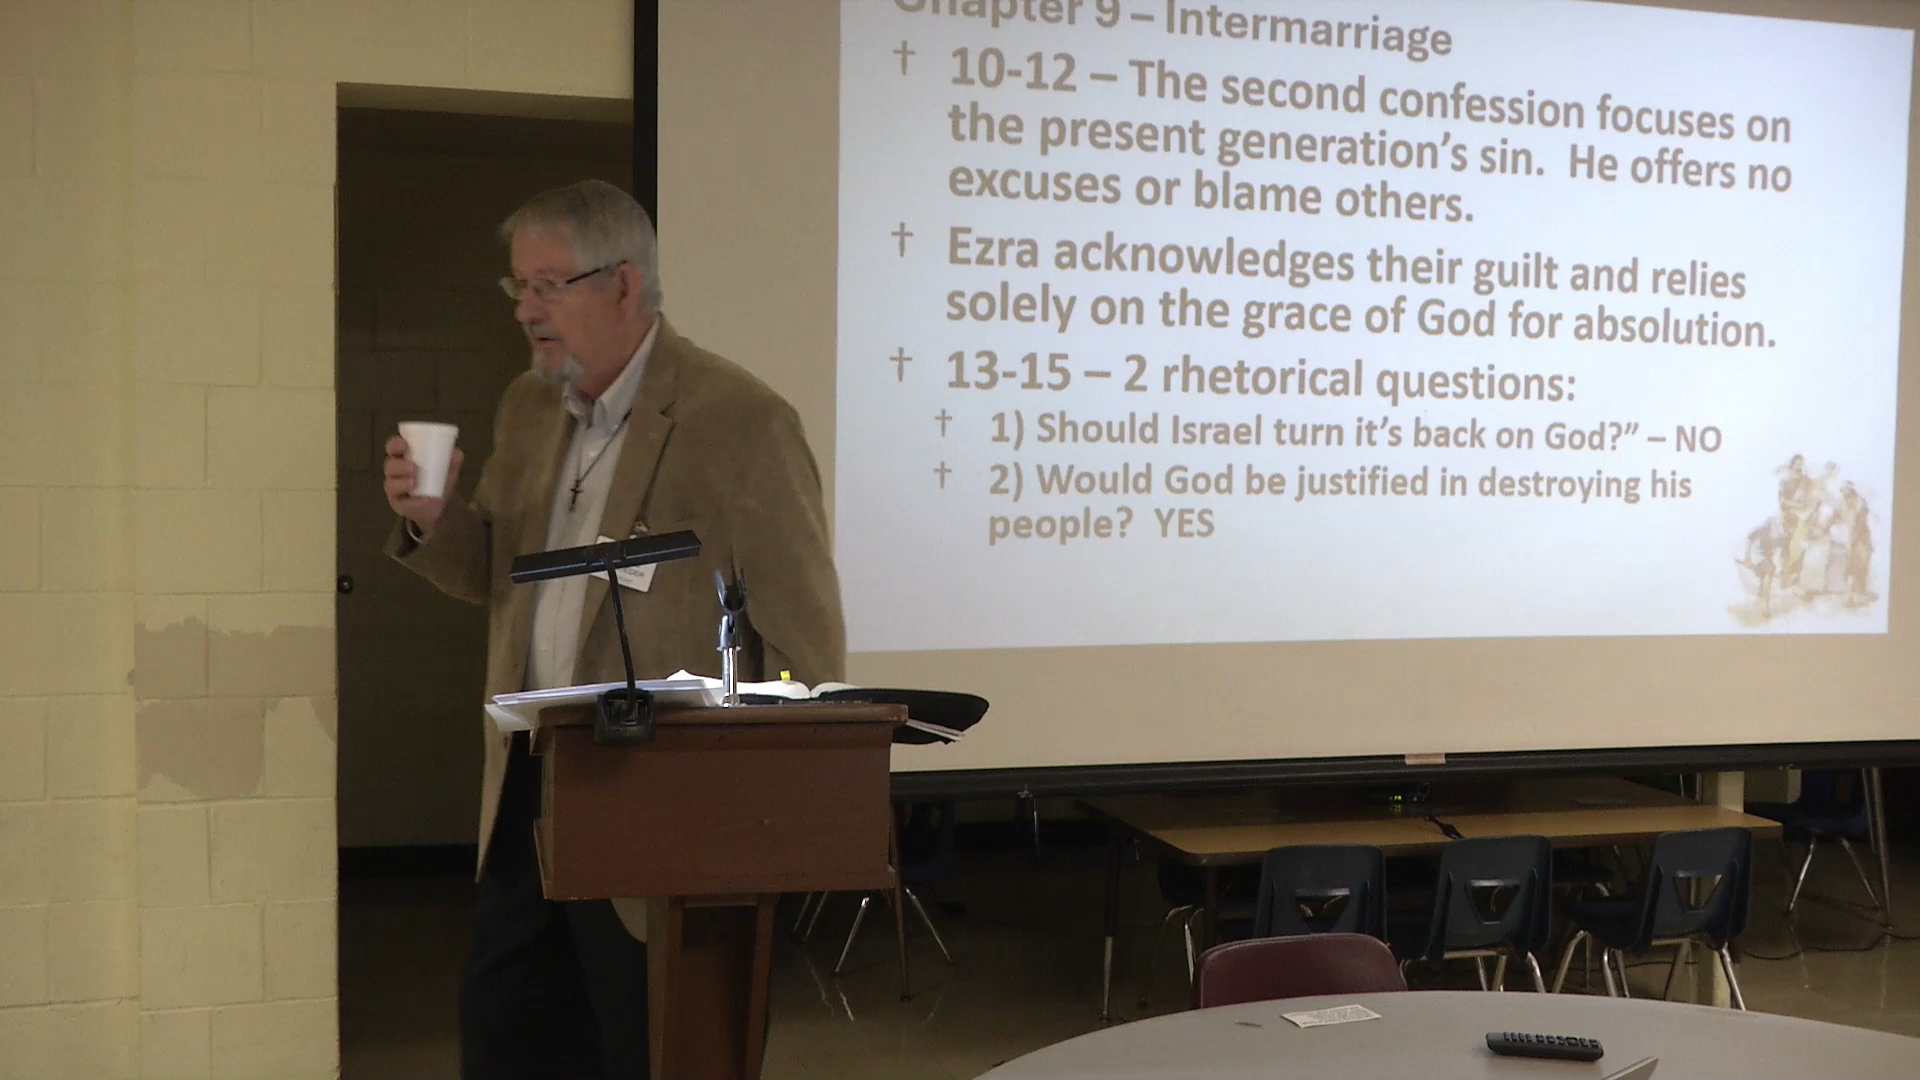 Chapter 9 – Intermarriage
† 10-12 – The second confession focuses on
the present generation's sin. He offers no
excuses or blame others.
† Ezra acknowledges their guilt and relies
solely on the grace of God for absolution.
† 13-15 – 2 rhetorical questions:
† 1) Should Israel turn it's back on God?” – NO
† 2) Would God be justified in destroying his
people? YES